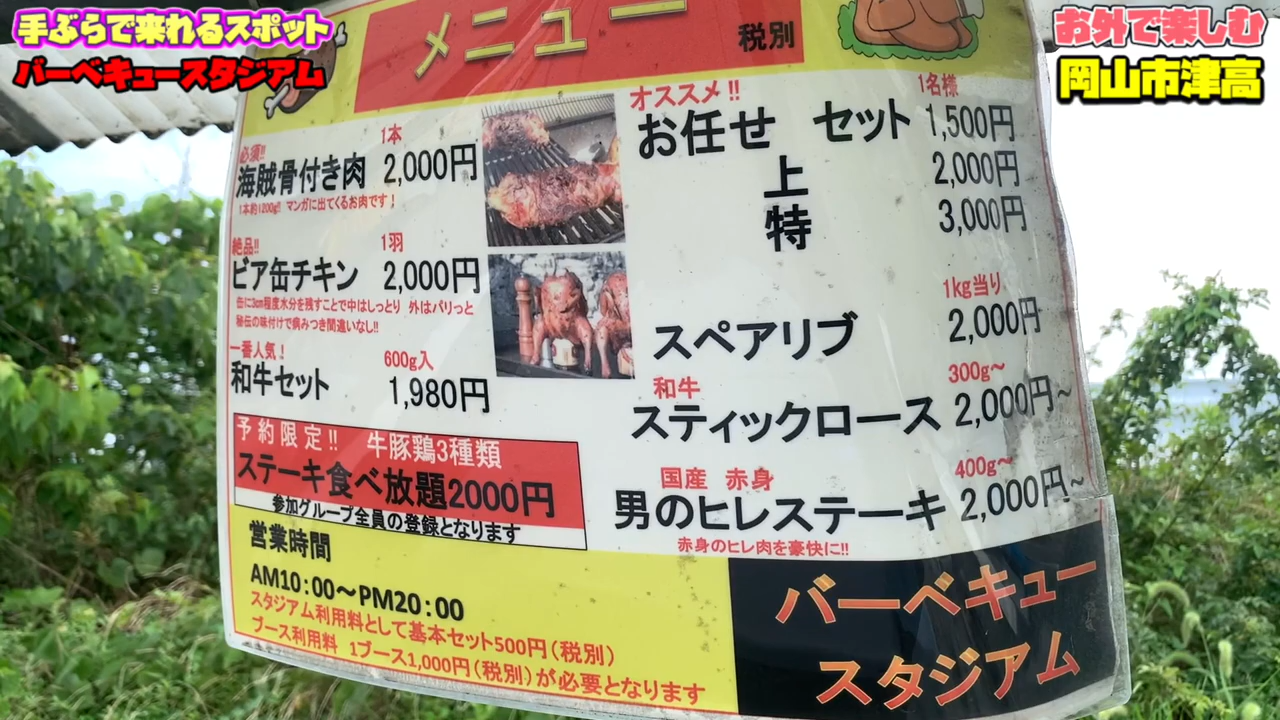 手ぶらで来れるスポット
バーベキュースタジアム
お外で楽しむ
岡山市津高
メニュー
税別
必須!!
1本
海賊骨付き肉 2,000円
1本約1200g!! マンガに出てくるお肉です!
絶品!!
1羽
ビア缶チキン 2,000円
缶に3cm程度水分を残すことで中はしっとり 外はパリっと
秘伝の味付けで病みつき間違いなし!!
一番人気!
600g入
和牛セット 1,980円
予約限定!! 牛豚鶏3種類
ステーキ食べ放題2000円
参加グループ全員の登録となります
オススメ!!
1名様
お任せ セット 1,500円
上 2,000円
特 3,000円
1kg当り
スペアリブ 2,000円
和牛 300g~
スティックロース 2,000円~
国産 赤身 400g~
男のヒレステーキ 2,000円~
赤身のヒレ肉を豪快に!!
営業時間
AM10:00~PM20:00
スタジアム利用料として基本セット500円(税別)
ブース利用料 1ブース1,000円(税別)が必要となります
バーベキュー
スタジアム